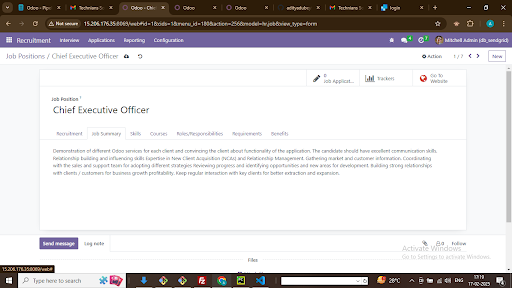 Odoo - Pip
Technians S
Odoo - Chie
Odoo
Odoo
adityadubc
Technians S
login
Not secure 15.206.176.35:8069/web#id=1&cids=1&menu_id=180&action=256&model=hr.job&view_type=form
Recruitment Interview Applications Reporting Configuration Mitchell Admin (db_sendgrid)
Job Positions / Chief Executive Officer Action 1 / 7 New
0
Job Applicat...
Trackers
Go To
Website
Job Position ?
Chief Executive Officer
Recruitment Job Summary Skills Courses Roles/Responsibilities Requirements Benefits
Demonstration of different Odoo services for each client and convincing the client about functionality of the application. The candidate should have excellent communication skills.
Relationship building and influencing skills Expertise in New Client Acquisition (NCAs) and Relationship Management. Gathering market and customer information. Coordinating
with the sales and support team for adopting different strategies Reviewing progress and identifying opportunities and new areas for development. Building strong relationships
with clients / customers for business growth profitability. Keep regular interaction with key clients for better extraction and expansion.
Send message Log note 0 Follow
Activate Windows
Go to Settings to activate Windows.
Files
15.206.176.35:8069/web#
Type here to search
28°C
ENG
17:19
17-02-2025